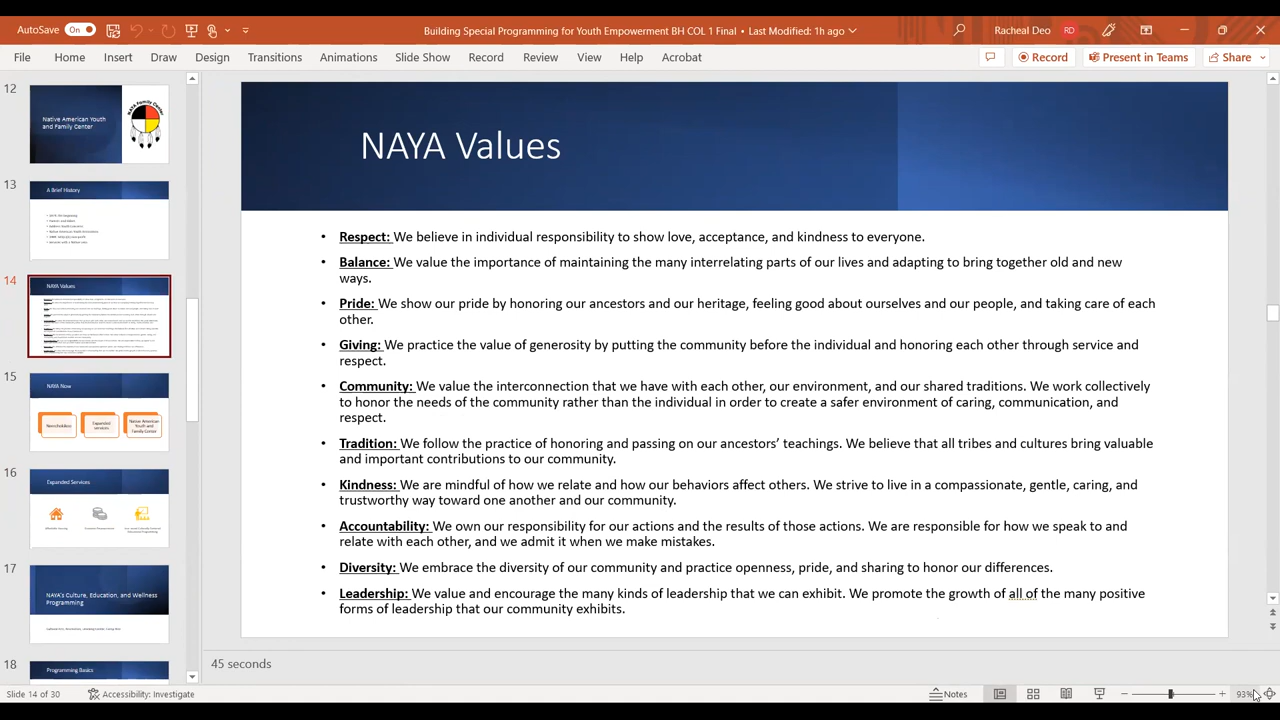 AutoSave On Building Special Programming for Youth Empowerment BH COL 1 Final • Last Modified: 1h ago Racheal Deo RD
File Home Insert Draw Design Transitions Animations Slide Show Record Review View Help Acrobat Record Present in Teams Share
12
Native American Youth
and Family Center
NAYA Family Center
13
A Brief History
14
NAYA Values
15
NAYA Now
Expanded
services
Native American
Youth and
Family Center
16
Expanded Services
17
NAYA's Culture, Education, and Wellness
Programming
18
Programming Basics
NAYA Values
• Respect: We believe in individual responsibility to show love, acceptance, and kindness to everyone.
• Balance: We value the importance of maintaining the many interrelating parts of our lives and adapting to bring together old and new
ways.
• Pride: We show our pride by honoring our ancestors and our heritage, feeling good about ourselves and our people, and taking care of each
other.
• Giving: We practice the value of generosity by putting the community before the individual and honoring each other through service and
respect.
• Community: We value the interconnection that we have with each other, our environment, and our shared traditions. We work collectively
to honor the needs of the community rather than the individual in order to create a safer environment of caring, communication, and
respect.
• Tradition: We follow the practice of honoring and passing on our ancestors’ teachings. We believe that all tribes and cultures bring valuable
and important contributions to our community.
• Kindness: We are mindful of how we relate and how our behaviors affect others. We strive to live in a compassionate, gentle, caring, and
trustworthy way toward one another and our community.
• Accountability: We own our responsibility for our actions and the results of those actions. We are responsible for how we speak to and
relate with each other, and we admit it when we make mistakes.
• Diversity: We embrace the diversity of our community and practice openness, pride, and sharing to honor our differences.
• Leadership: We value and encourage the many kinds of leadership that we can exhibit. We promote the growth of all of the many positive
forms of leadership that our community exhibits.
45 seconds
Slide 14 of 30 Accessibility: Investigate Notes 93%